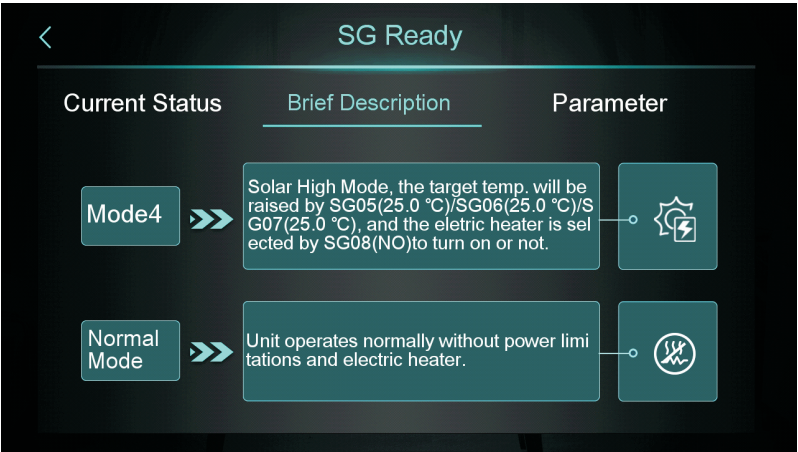 SG Ready
Current Status
Brief Description
Parameter
Mode4
Solar High Mode, the target temp. will be
raised by SG05(25.0 ℃)/SG06(25.0 ℃)/S
G07(25.0 ℃), and the eletric heater is sel
ected by SG08(NO)to turn on or not.
Normal
Mode
Unit operates normally without power limi
tations and electric heater.